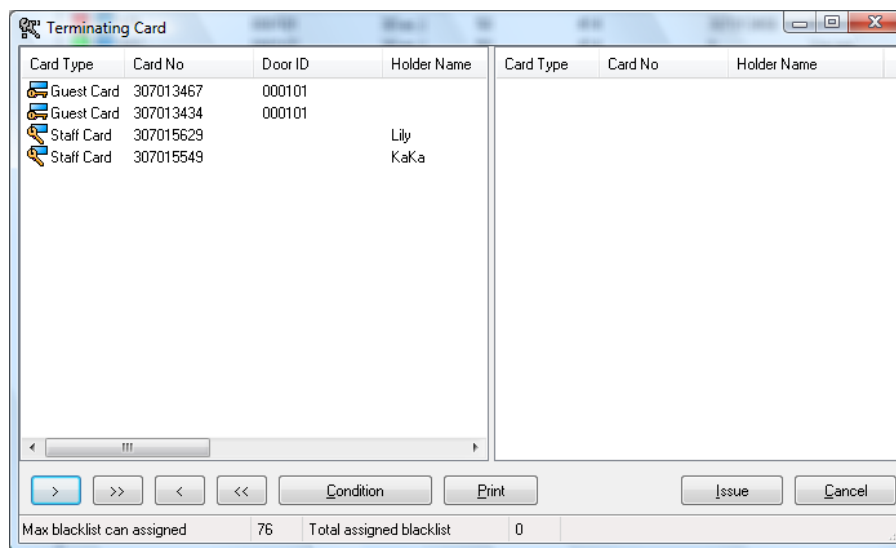 Terminating Card
Card Type Card No Door ID Holder Name Card Type Card No Holder Name
Guest Card 307013467 000101
Guest Card 307013434 000101
Staff Card 307015629 Lily
Staff Card 307015549 KaKa
> >> < << Condition Print Issue Cancel
Max blacklist can assigned 76 Total assigned blacklist 0